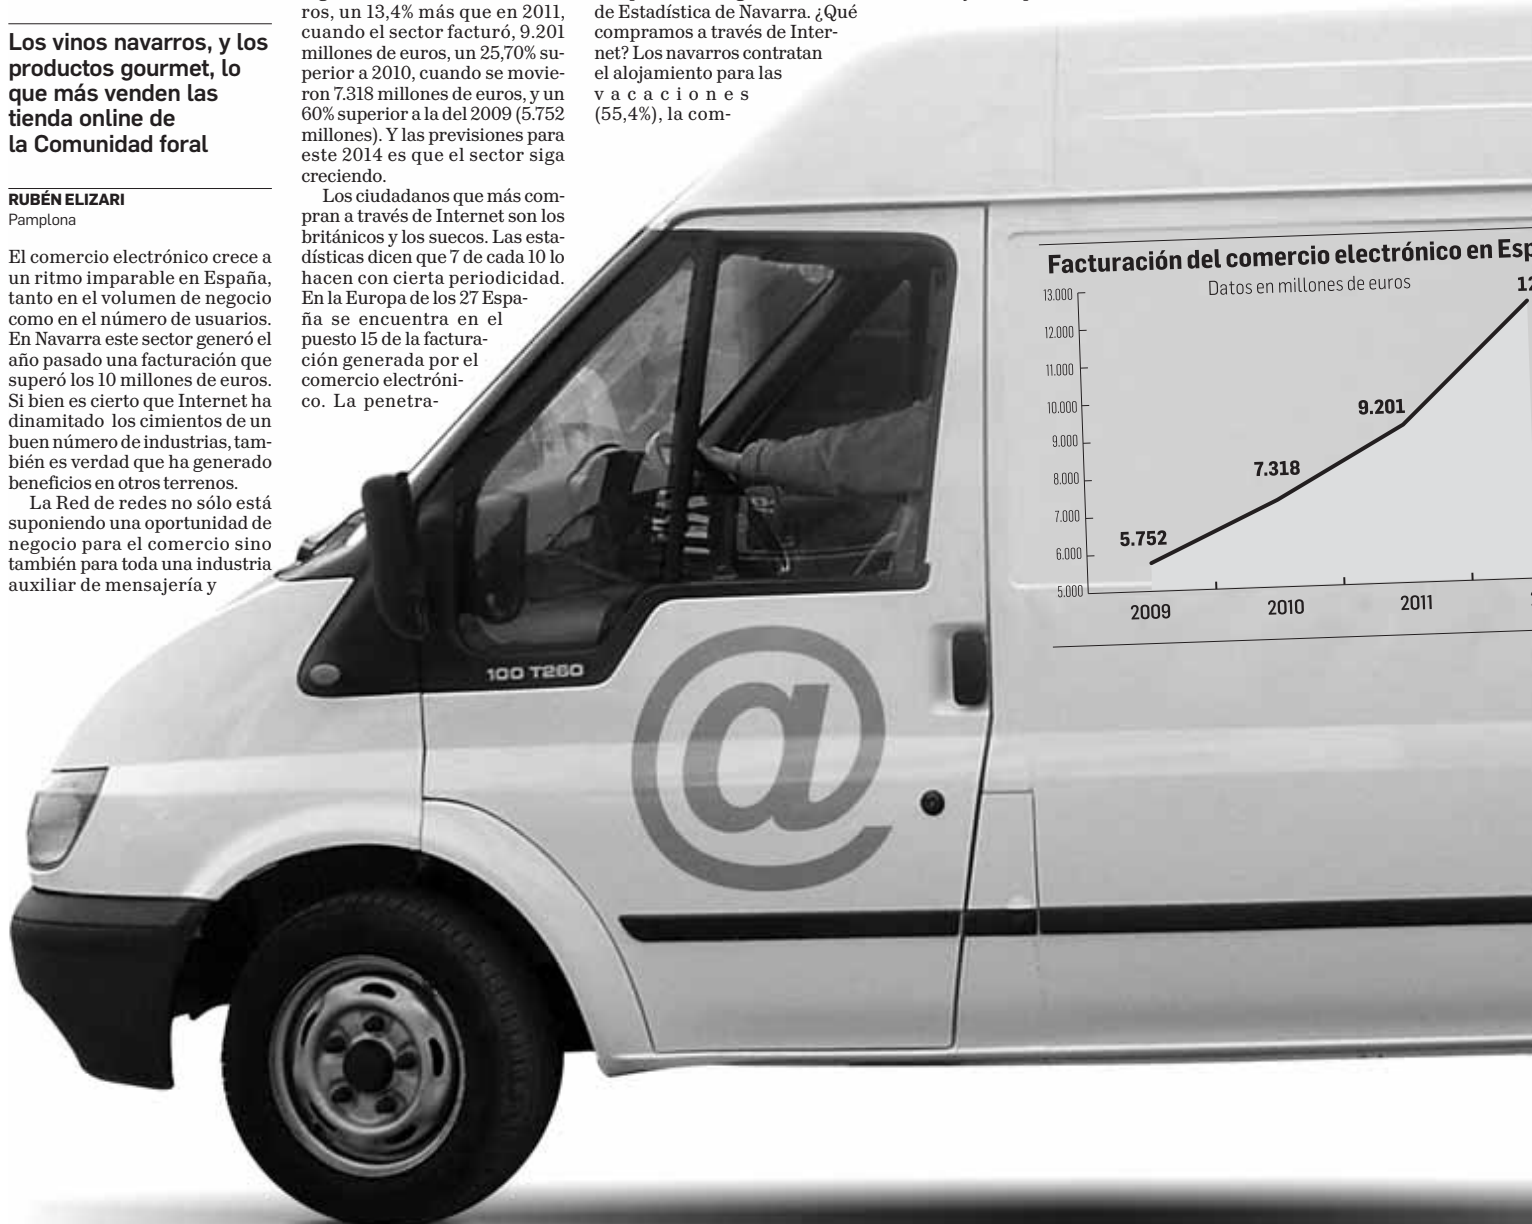 Los vinos navarros, y los
productos gourmet, lo
que más venden las
tienda online de
la Comunidad foral
RUBÉN ELIZARI
Pamplona
El comercio electrónico crece a
un ritmo imparable en España,
tanto en el volumen de negocio
como en el número de usuarios.
En Navarra este sector generó el
año pasado una facturación que
superó los 10 millones de euros.
Si bien es cierto que Internet ha
dinamitado los cimientos de un
buen número de industrias, tam-
bién es verdad que ha generado
beneficios en otros terrenos.
La Red de redes no sólo está
suponiendo una oportunidad de
negocio para el comercio sino
también para toda una industria
auxiliar de mensajería y
ros, un 13,4% más que en 2011,
cuando el sector facturó, 9.201
millones de euros, un 25,70% su-
perior a 2010, cuando se movie-
ron 7.318 millones de euros, y un
60% superior a la del 2009 (5.752
millones). Y las previsiones para
este 2014 es que el sector siga
creciendo.
Los ciudadanos que más com-
pran a través de Internet son los
británicos y los suecos. Las esta-
dísticas dicen que 7 de cada 10 lo
hacen con cierta periodicidad.
En la Europa de los 27 Espa-
ña se encuentra en el
puesto 15 de la factura-
ción generada por el
comercio electróni-
co. La penetra-
de Estadística de Navarra. ¿Qué
compramos a través de Inter-
net? Los navarros contratan
el alojamiento para las
vacaciones
(55,4%), la com-
Facturación del comercio electrónico en Esp
Datos en millones de euros
13.000
12.000
11.000
10.000
9.000
8.000
7.000
6.000
5.000
5.752
7.318
9.201
12
2009
2010
2011
100 T260
@